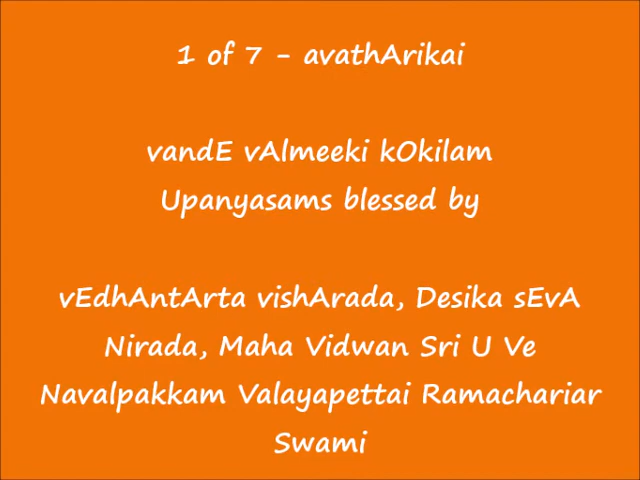 1 of 7 - avathArikai
vandE vAlmeeki kOkilam
Upanyasams blessed by
vEdhAntArta vishArada, Desika sEvA
Nirada, Maha Vidwan Sri U Ve
Navalpakkam Valayapettai Ramachariar
Swami